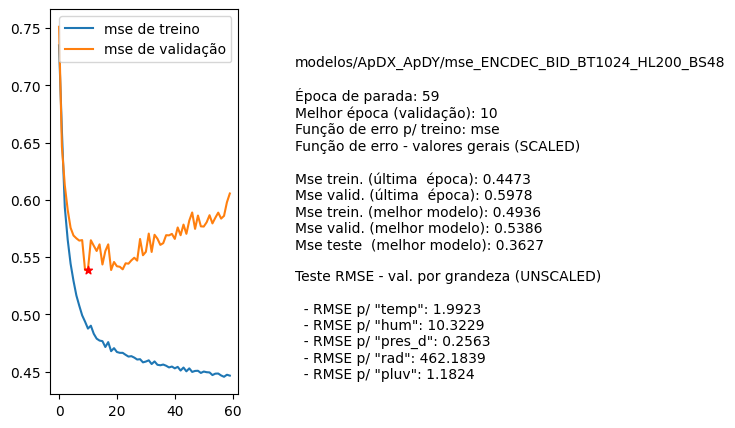 mse de treino
mse de validação
0.75
0.70
0.65
0.60
0.55
0.50
0.45
0
20
40
60
modelos/ApDX_ApDY/mse_ENCDEC_BID_BT1024_HL200_BS48
Época de parada: 59
Melhor época (validação): 10
Função de erro p/ treino: mse
Função de erro - valores gerais (SCALED)
Mse trein. (última  época): 0.4473
Mse valid. (última  época): 0.5978
Mse trein. (melhor modelo): 0.4936
Mse valid. (melhor modelo): 0.5386
Mse teste  (melhor modelo): 0.3627
Teste RMSE - val. por grandeza (UNSCALED)
- RMSE p/ "temp": 1.9923
- RMSE p/ "hum": 10.3229
- RMSE p/ "pres_d": 0.2563
- RMSE p/ "rad": 462.1839
- RMSE p/ "pluv": 1.1824